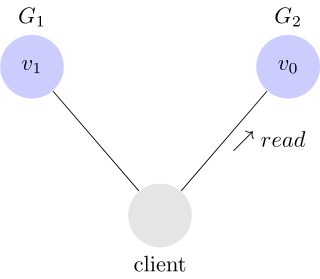 G₁ G₂
v₁ v₀
read
client